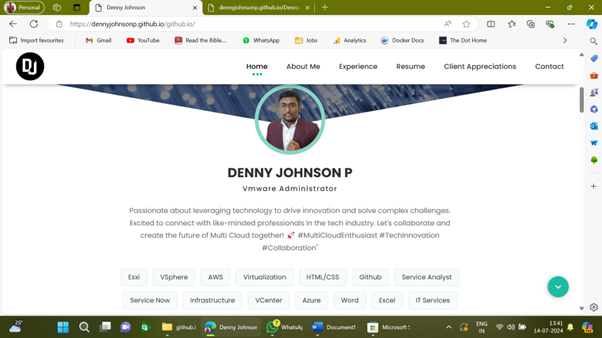 Personal
Denny Johnson
dennyjohnsonp.github.io/Denny
https://dennyjohnsonp.github.io/github.io/
Import favourites
Gmail
YouTube
Read the Bible...
WhatsApp
Jobs
Analytics
Docker Docs
The Dot Home
DJ
Home
About Me
Experience
Resume
Client Appreciations
Contact
DENNY JOHNSON P
Vmware Administrator
Passionate about leveraging technology to drive innovation and solve complex challenges.
Excited to connect with like-minded professionals in the tech industry. Let's collaborate and
create the future of Multi Cloud together! 🚀 #MultiCloudEnthusiast #TechInnovation
#Collaboration"
Esxi VSphere AWS Virtualization HTML/CSS Github Service Analyst
Service Now Infrastructure VCenter Azure Word Excel IT Services
25°
github.i
Denny Johnson
WhatsA
Document1
Microsoft S
ENG
IN
13:41
14-07-2024